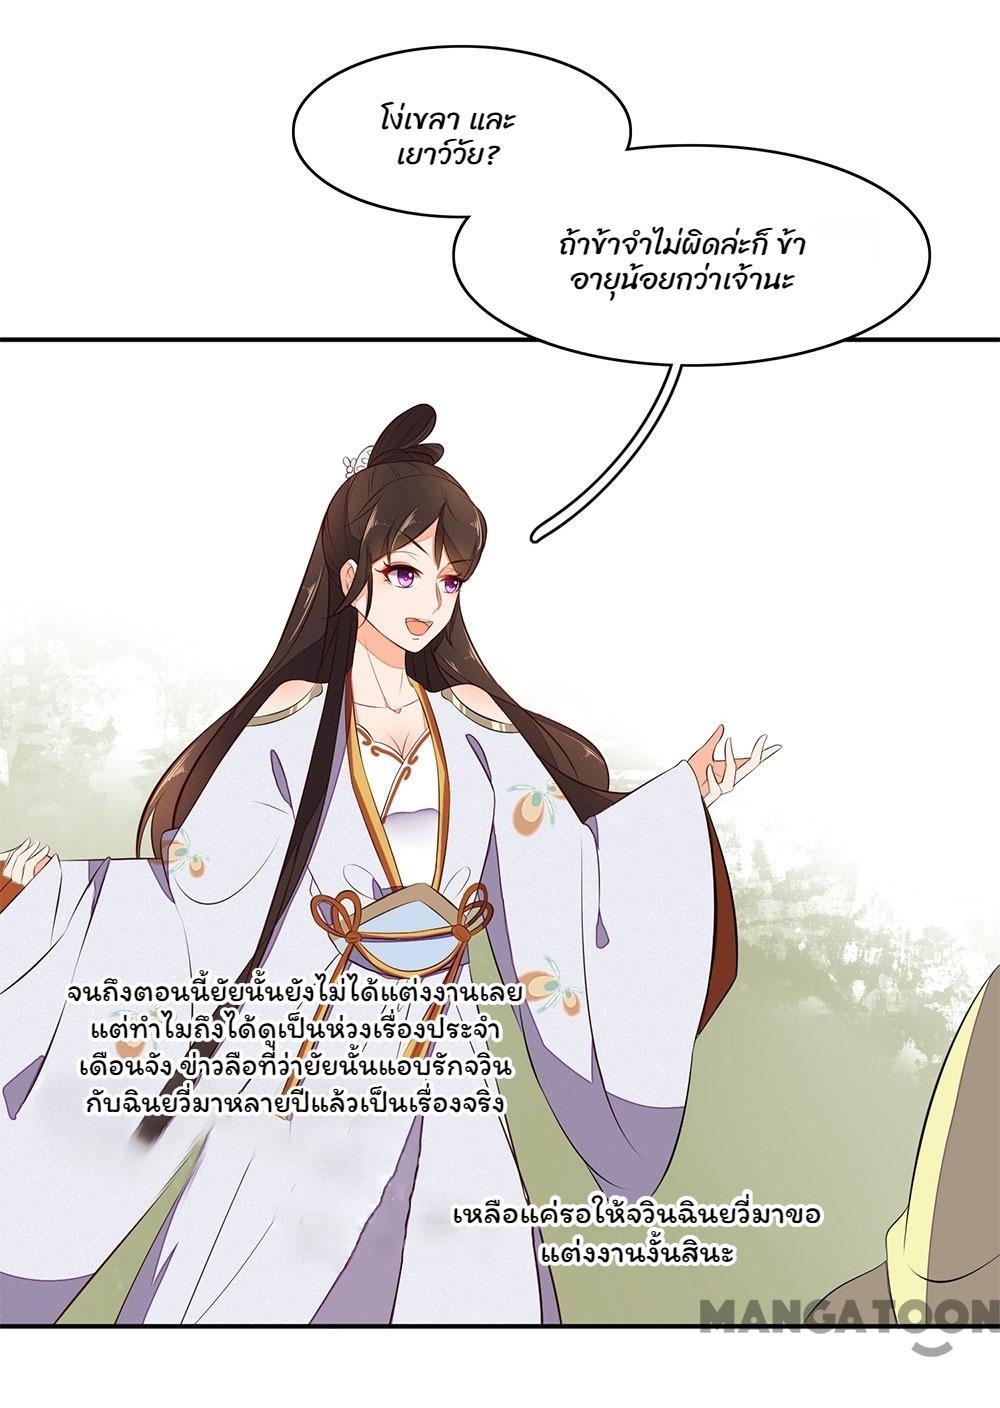 โง่เขลา และ
เยาว์วัย?
ถ้าข้าจำไม่ผิดล่ะก็ ข้า
อายุน้อยกว่าเจ้านะ
จนถึงตอนนี้ยัยนั้นยังไม่ได้แต่งงานเลย
แต่ทำไมถึงได้ดูเป็นห่วงเรื่องประจำ
เดือนจัง ข่าวลือที่ว่ายัยนั้นแอบรักจวิน
กับฉินยวี่มาหลายปีแล้วเป็นเรื่องจริง
เหลือแค่รอให้จวินฉินยวี่มาขอ
แต่งงานงั้นสินะ
MANGATOON